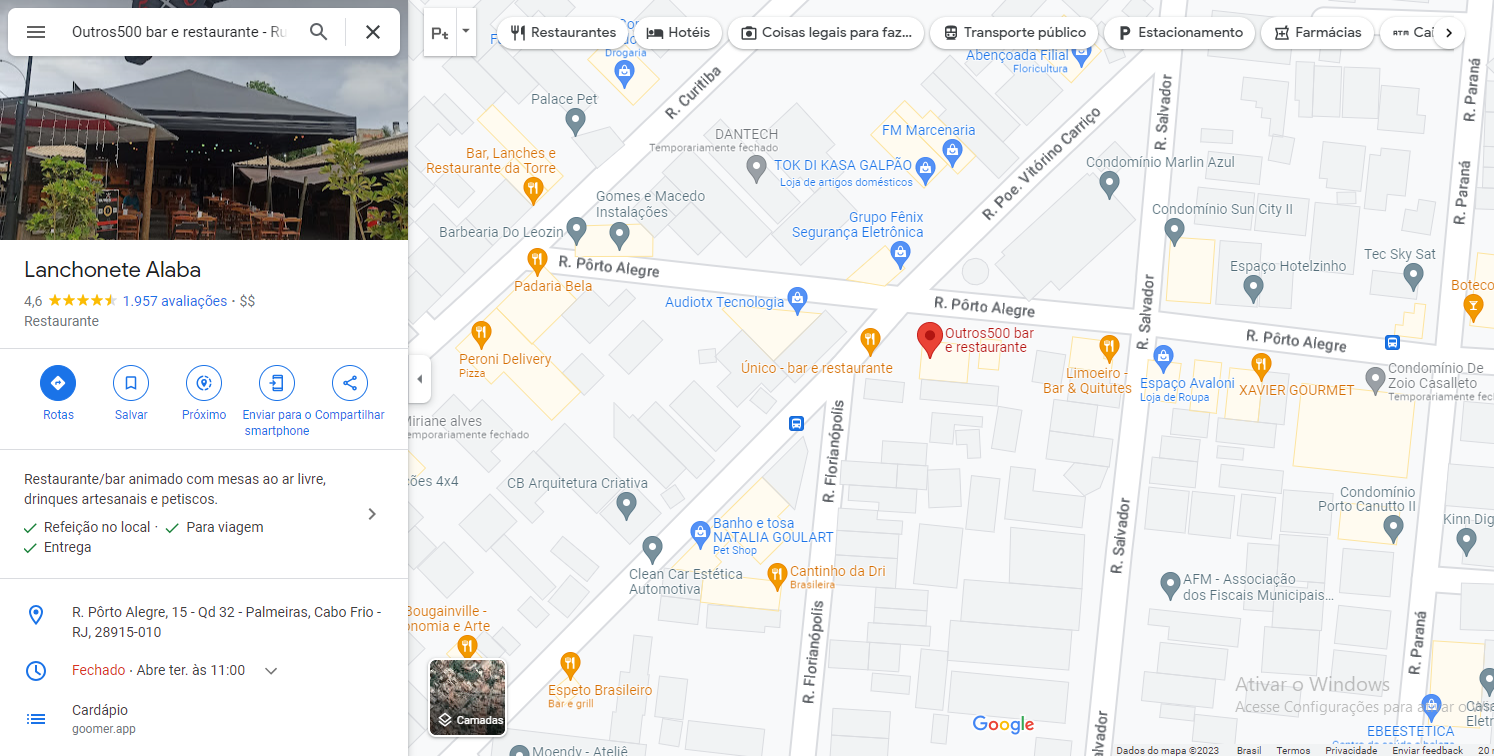 Outros500 bar e restaurante - Ru
Lanchonete Alaba
4,6
1.957 avaliações · $$
Restaurante
Rotas
Salvar
Próximo
Enviar para o smartphone
Compartilhar
Restaurante/bar animado com mesas ao ar livre,
drinques artesanais e petiscos.
Refeição no local · Para viagem
Entrega
R. Pôrto Alegre, 15 - Qd 32 - Palmeiras, Cabo Frio -
RJ, 28915-010
Fechado · Abre ter. às 11:00
Cardápio
goomer.app
Pt
Restaurantes
Hotéis
Coisas legais para faz...
Transporte público
Estacionamento
Farmácias
ATM
Drogaria
Abençoada Filial
Floricultura
Palace Pet
R. Curitiba
DANTECH
Temporariamente fechado
FM Marcenaria
Bar, Lanches e
Restaurante da Torre
TOK DI KASA GALPÃO
Loja de artigos domésticos
R. Poe. Vitórino Carriço
R. Salvador
R. Paraná
Condomínio Marlin Azul
R. Paraná
Gomes e Macedo
Instalações
Barbearia Do Leozin
Grupo Fênix
Segurança Eletrônica
Condomínio Sun City II
Tec Sky Sat
Espaço Hotelzinho
R. Pôrto Alegre
Padaria Bela
Audiotx Tecnologia
R. Pôrto Alegre
R. Salvador
Boteco
Outros500 bar
e restaurante
R. Pôrto Alegre
Peroni Delivery
Pizza
Único - bar e restaurante
Limoeiro -
Bar & Quitutes
Espaço Avaloni
Loja de Roupa
XAVIER GOURMET
Condomínio De
Zoio Casalleto
Temporariamente fec
Miriane alves
emporariamente fechado
R. Florianópolis
ções 4x4
CB Arquitetura Criativa
Condomínio
Porto Canutto II
Banho e tosa
NATALIA GOULART
Pet Shop
R. Salvador
Kinn Dig
Clean Car Estética
Automotiva
Cantinho da Dri
Brasileira
AFM - Associação
dos Fiscais Municipais...
Bougainville -
nomia e Arte
R. Florianópolis
R. Paraná
Espeto Brasileiro
Bar e grill
Camadas
Google
Ativar o Windows
Acesse Configurações para
EBEESTETICA
Moendy - Ateliê
Dados do mapa ©2023
Brasil
Termos
Privacidade
Enviar feedback
20